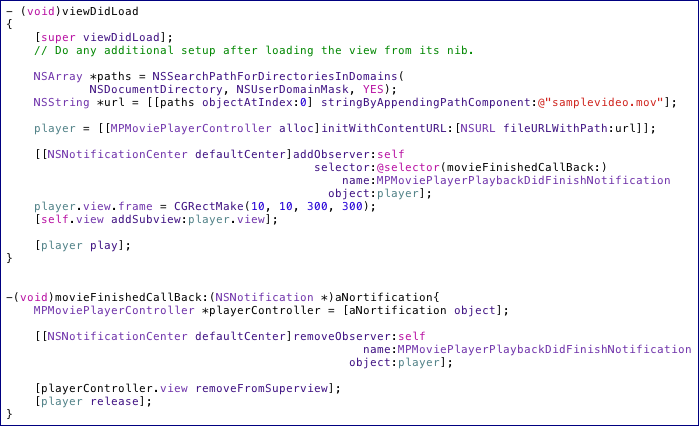 - (void)viewDidLoad
{
    [super viewDidLoad];
    // Do any additional setup after loading the view from its nib.

    NSArray *paths = NSSearchPathForDirectoriesInDomains(
            NSDocumentDirectory, NSUserDomainMask, YES);
    NSString *url = [[paths objectAtIndex:0] stringByAppendingPathComponent:@"samplevideo.mov"];

    player = [[MPMoviePlayerController alloc]initWithContentURL:[NSURL fileURLWithPath:url]];

    [[NSNotificationCenter defaultCenter]addObserver:self
                                        selector:@selector(movieFinishedCallBack:)
                                            name:MPMoviePlayerPlaybackDidFinishNotification
                                          object:player];
    player.view.frame = CGRectMake(10, 10, 300, 300);
    [self.view addSubview:player.view];

    [player play];
}

-(void)movieFinishedCallBack:(NSNotification *)aNortification{
    MPMoviePlayerController *playerController = [aNortification object];

    [[NSNotificationCenter defaultCenter]removeObserver:self
                                               name:MPMoviePlayerPlaybackDidFinishNotification
                                             object:player];

    [playerController.view removeFromSuperview];
    [player release];
}